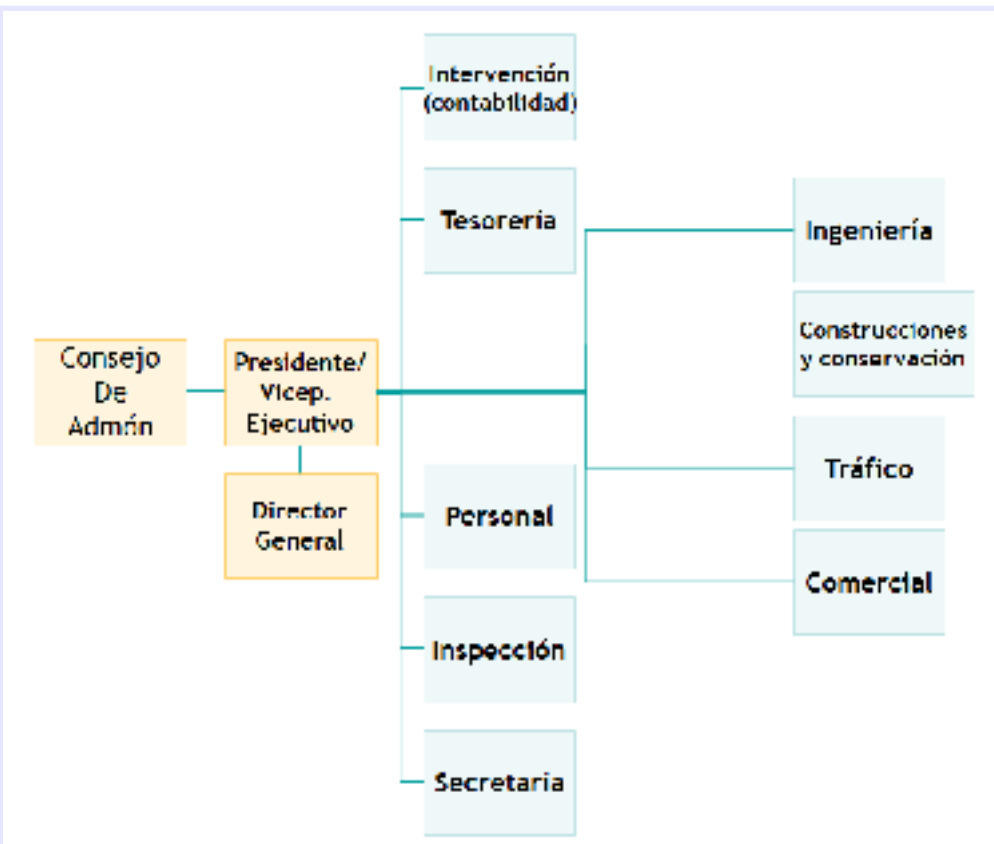 Intervención
(contabilidad)
Tesorería
Ingeniería
Construcciones
y conservación
Consejo
De
Admón
Presidente/
Vicep.
Ejecutivo
Director
General
Personal
Tráfico
Comercial
Inspección
Secretaria